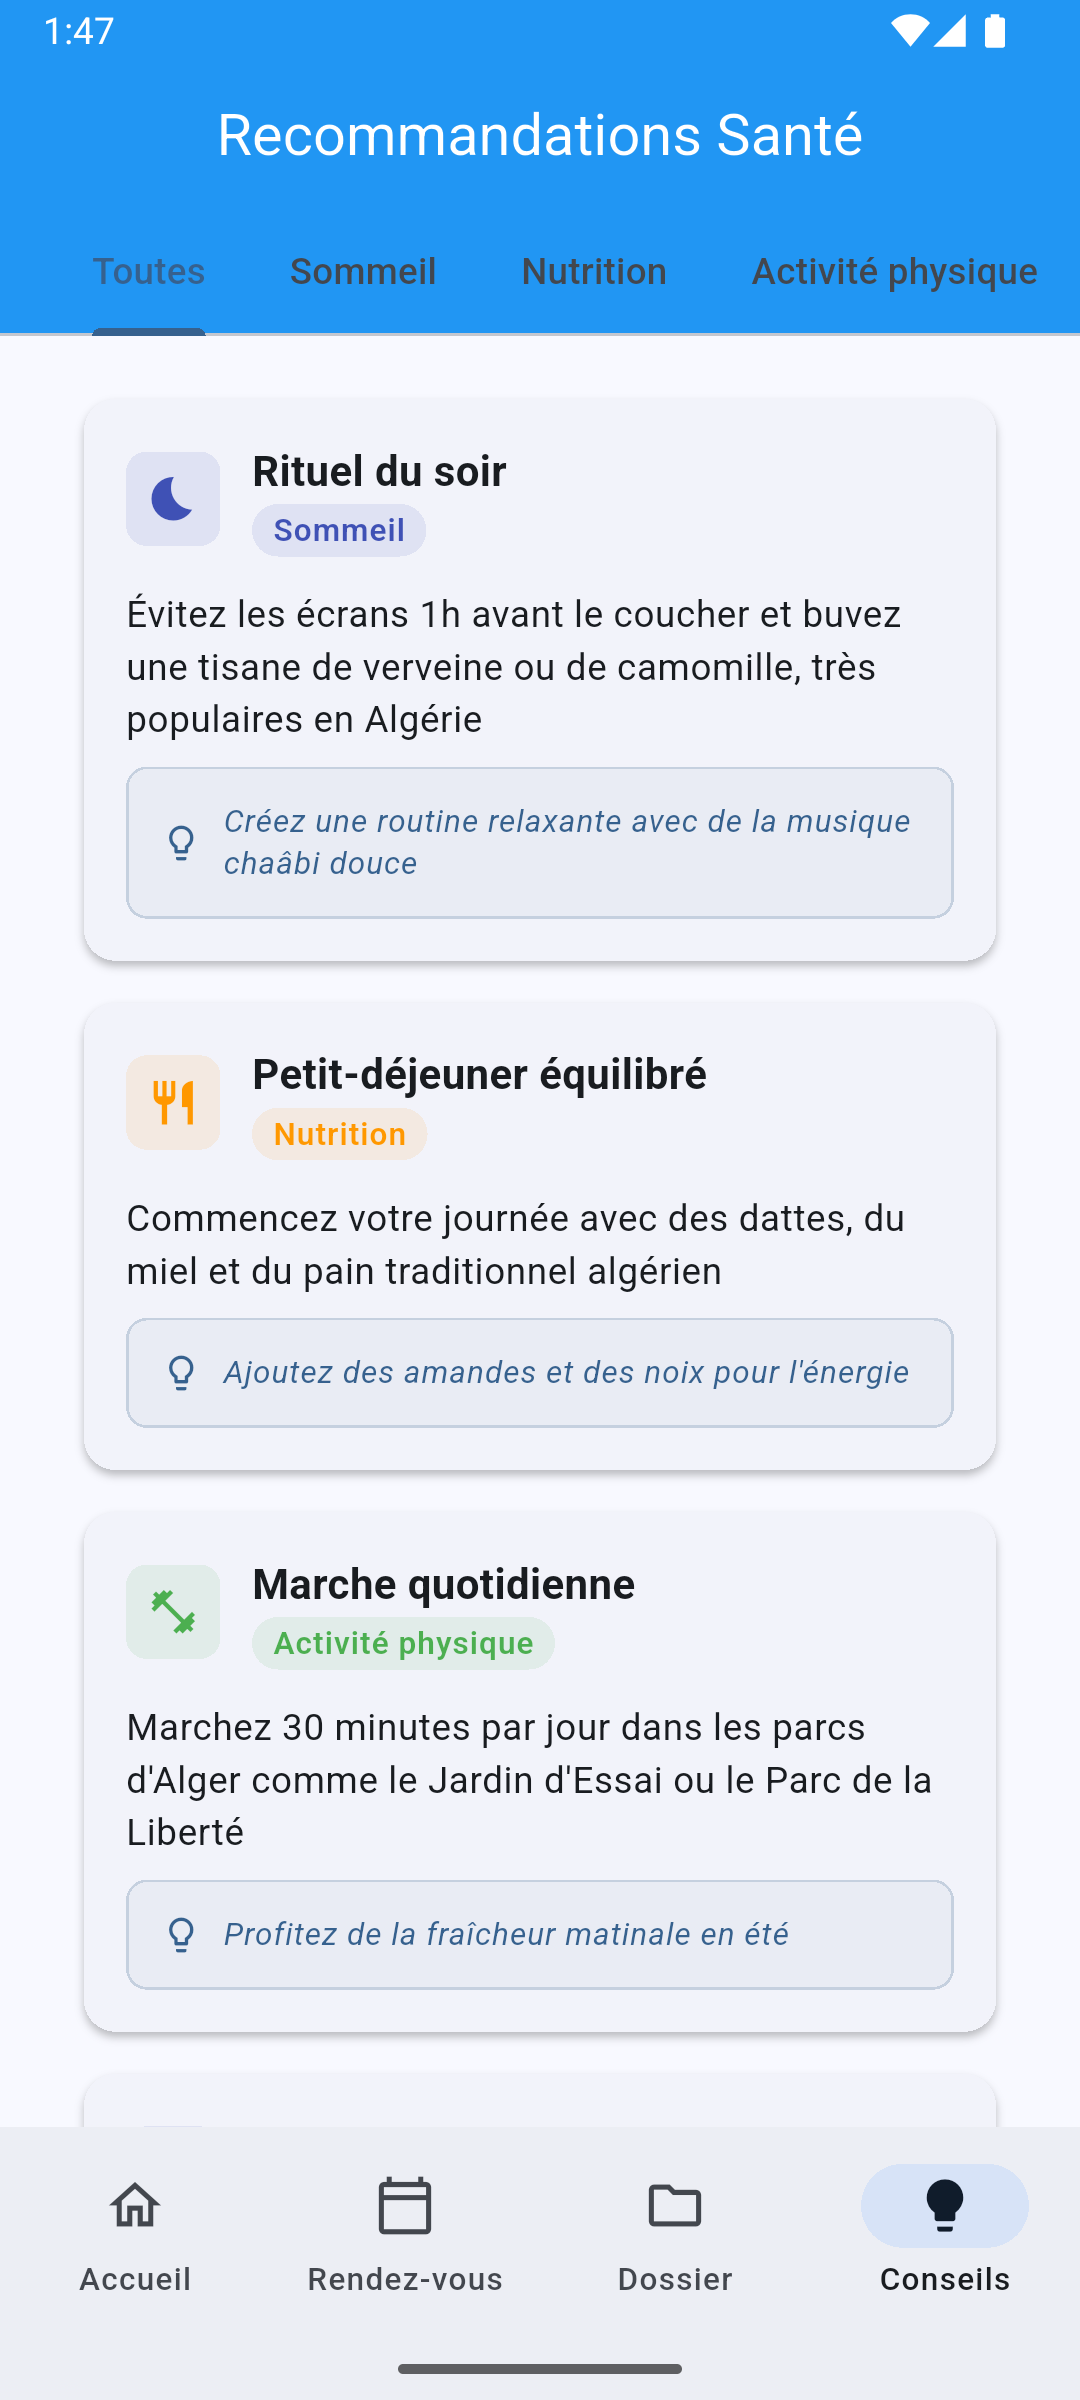 1:47
Recommandations Santé
Toutes
Sommeil
Nutrition
Activité physique
Rituel du soir
Sommeil
Évitez les écrans 1h avant le coucher et buvez
une tisane de verveine ou de camomille, très
populaires en Algérie
Créez une routine relaxante avec de la musique
chaâbi douce
Petit-déjeuner équilibré
Nutrition
Commencez votre journée avec des dattes, du
miel et du pain traditionnel algérien
Ajoutez des amandes et des noix pour l'énergie
Marche quotidienne
Activité physique
Marchez 30 minutes par jour dans les parcs
d'Alger comme le Jardin d'Essai ou le Parc de la
Liberté
Profitez de la fraîcheur matinale en été
Accueil
Rendez-vous
Dossier
Conseils